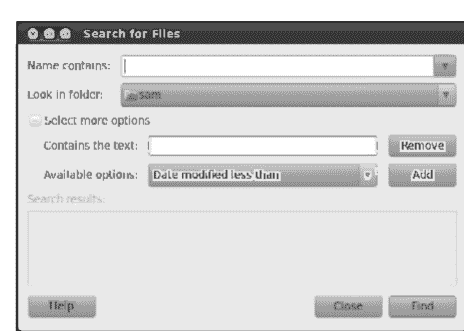 Search for Files
Name contains:
Look in folder: sam
Select more options
Contains the text: Remove
Available options: Date modified less than Add
Search results:
Help Close Find